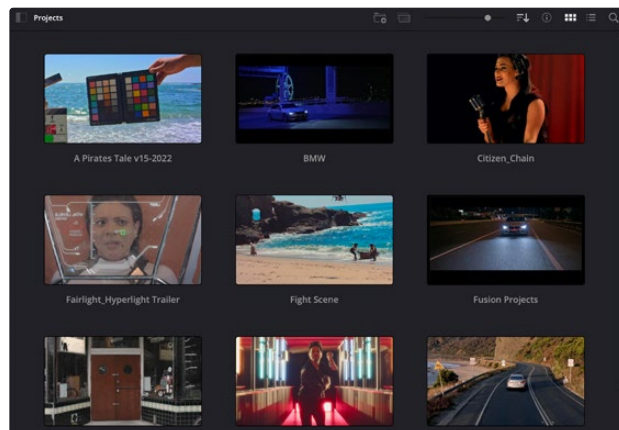 Projects
A Pirates Tale v15-2022
BMW
Citizen_Chain
Fairlight_Hyperlight Trailer
Fight Scene
Fusion Projects